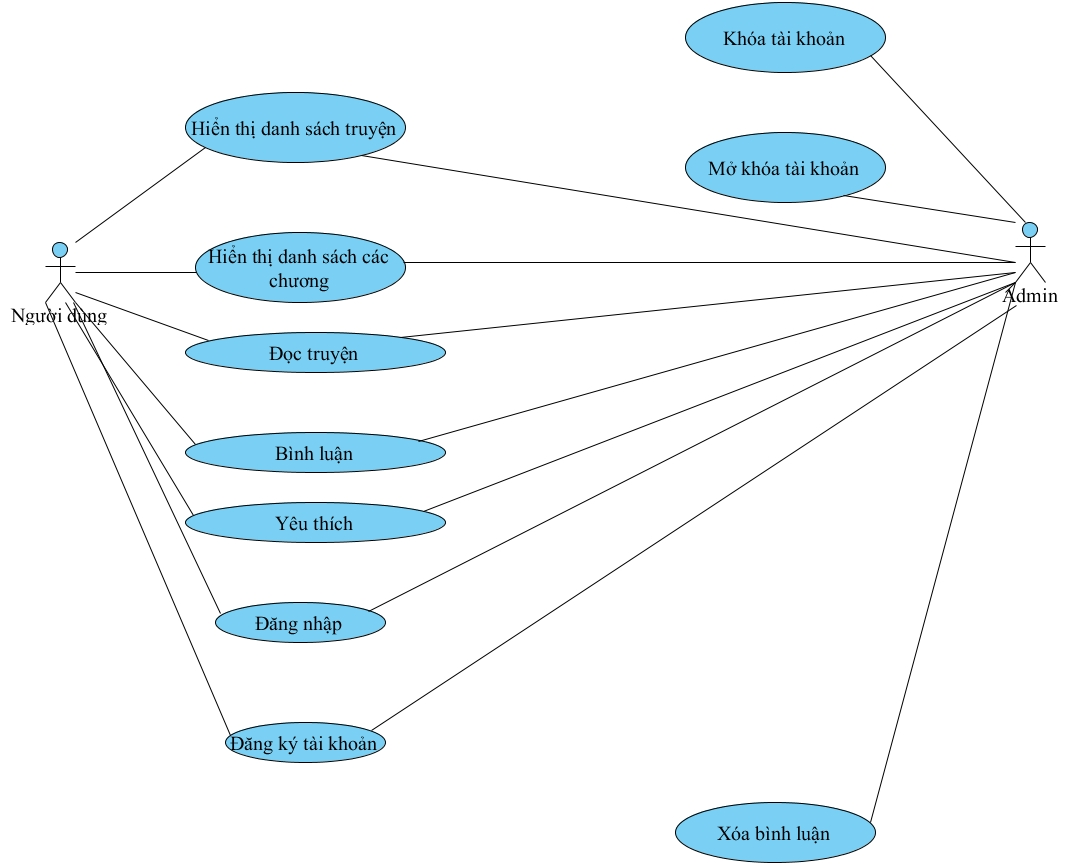 Khóa tài khoản
Hiển thị danh sách truyện
Mở khóa tài khoản
Hiển thị danh sách các
chương
Admin
Người dùng
Đọc truyện
Bình luận
Yêu thích
Đăng nhập
Đăng ký tài khoản
Xóa bình luận